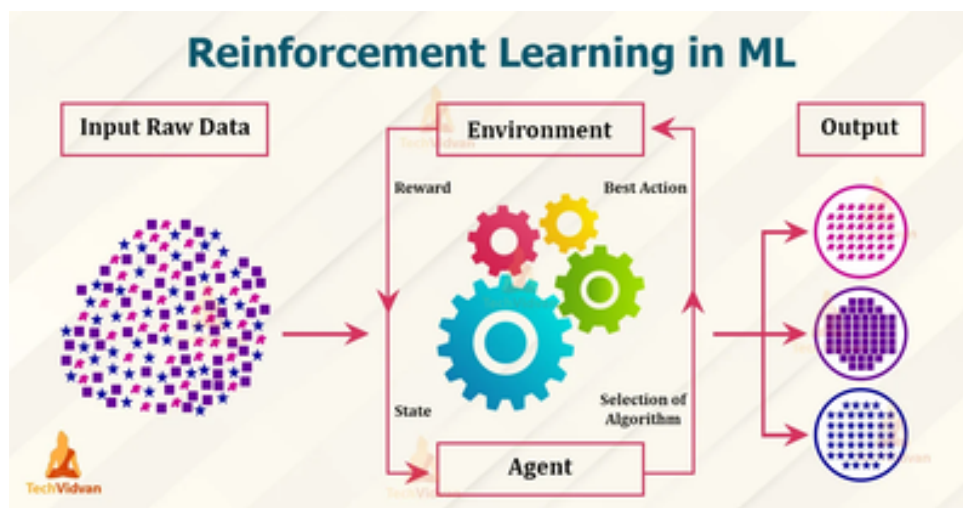 Reinforcement Learning in ML
Input Raw Data
Environment
Output
Reward
Best Action
State
Selection of
Algorithm
Agent
TechVidvan